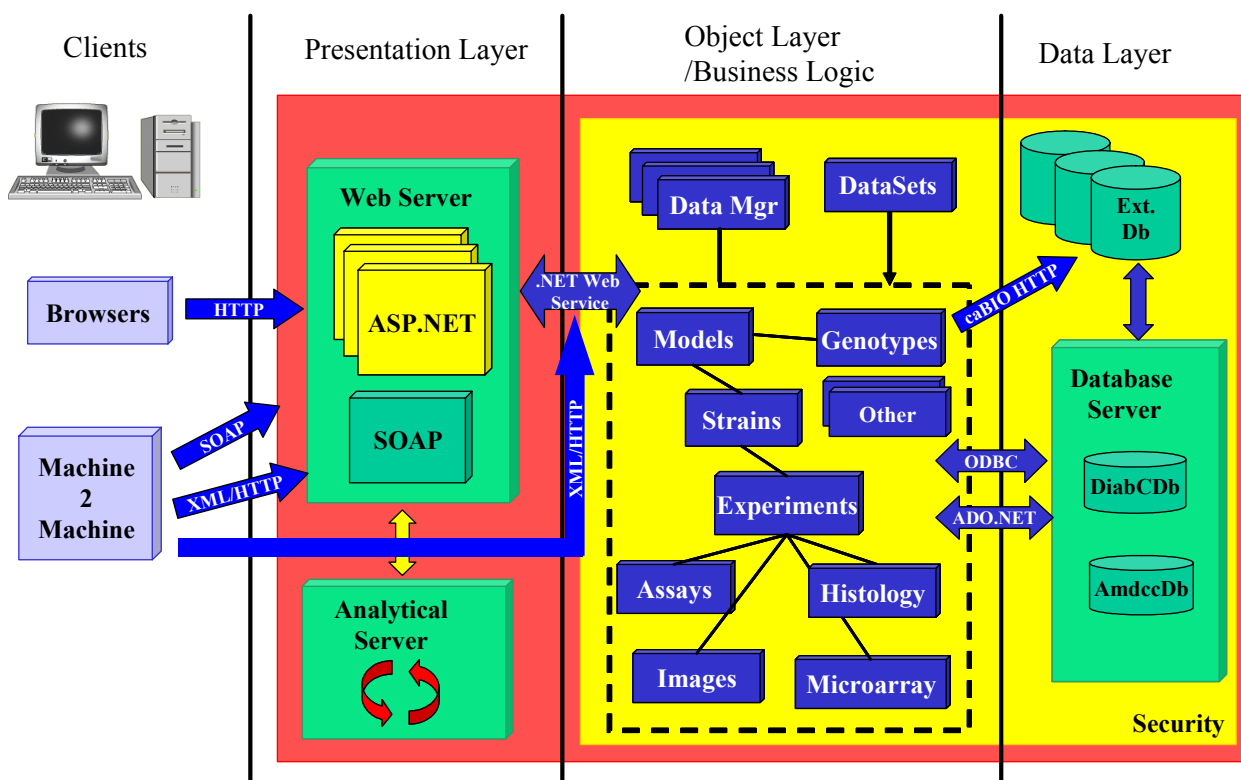 Clients
Presentation Layer
Object Layer
/Business Logic
Data Layer
Web Server
ASP.NET
SOAP
Browsers
HTTP
Machine
2
Machine
SOAP
XML/HTTP
XML/HTTP
.NET Web
Service
Analytical
Server
Data Mgr
DataSets
Models
Genotypes
Strains
Other
Experiments
Assays
Histology
Images
Microarray
caBIO HTTP
ODBC
ADO.NET
Ext.
Db
Database
Server
DiabCDb
AmdccDb
Security